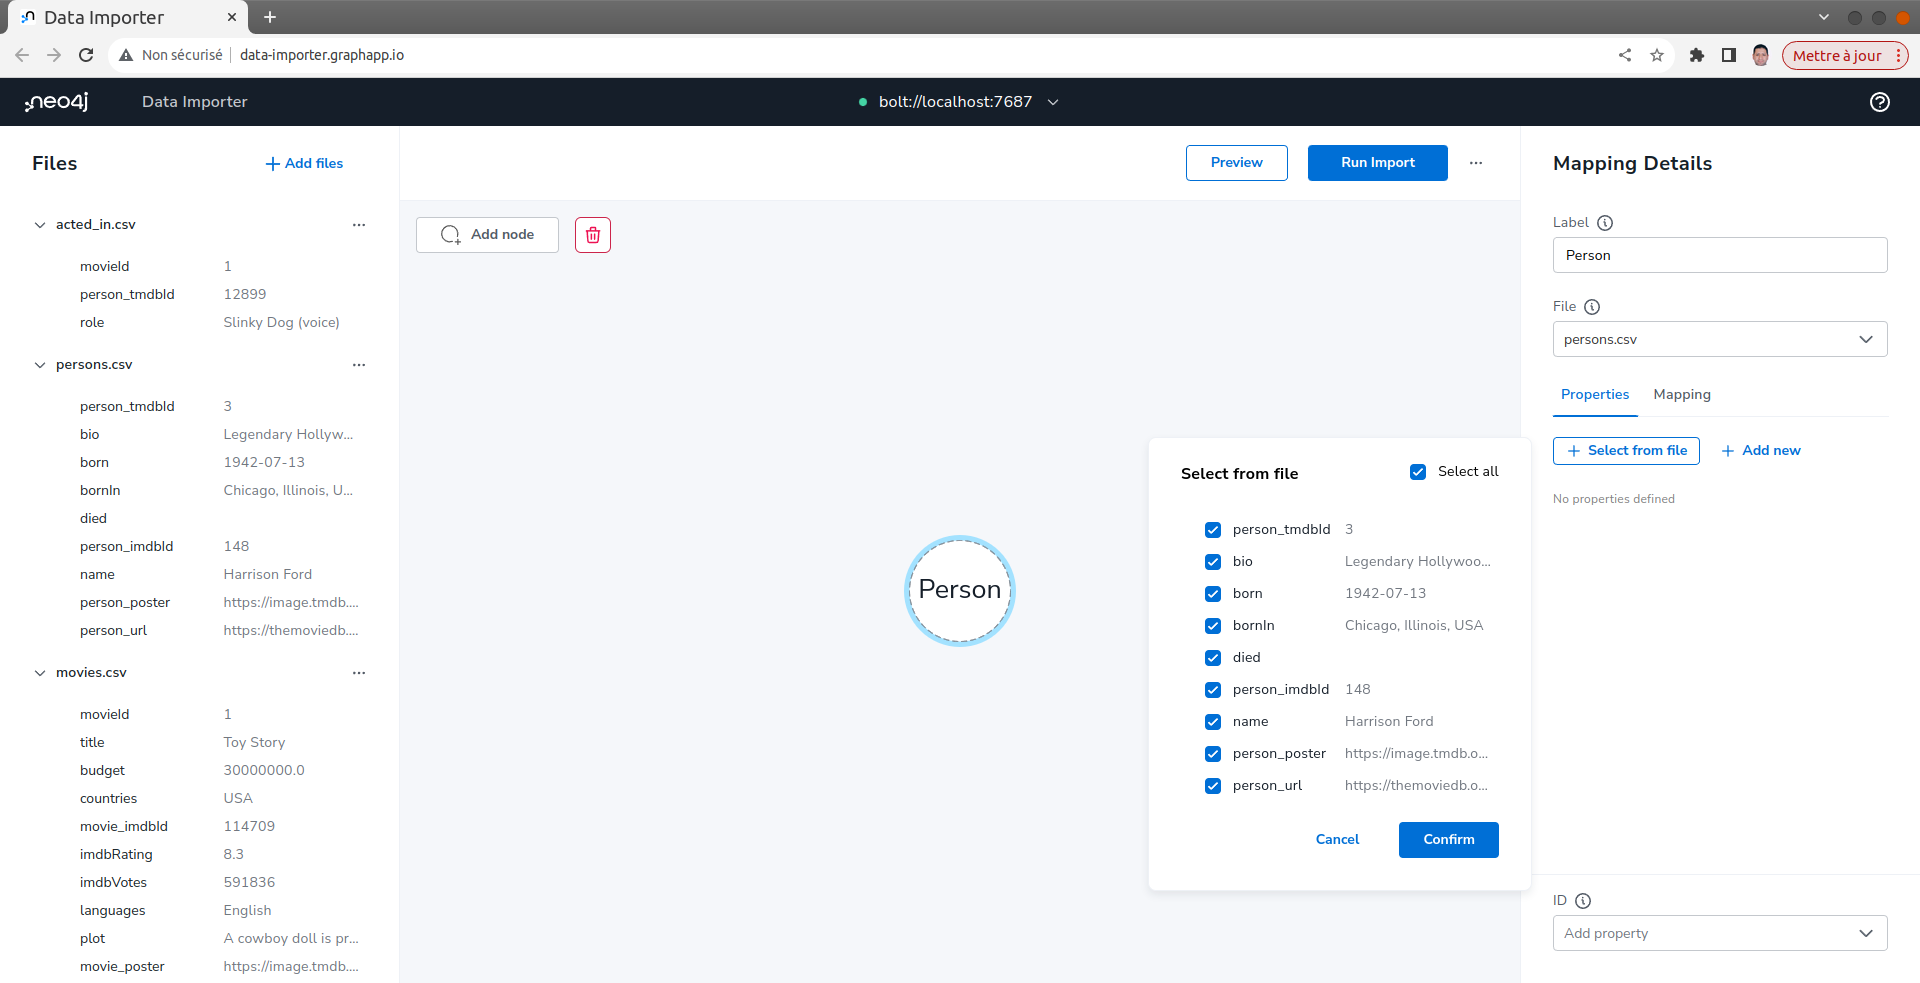 Data Importer
Non sécurisé
data-importer.graphapp.io
Mettre à jour
neo4j
Data Importer
bolt://localhost:7687
Files
Add files
acted_in.csv
movieId 1
person_tmdbId 12899
role Slinky Dog (voice)
persons.csv
person_tmdbId 3
bio Legendary Hollyw...
born 1942-07-13
bornIn Chicago, Illinois, U...
died
person_imdbId 148
name Harrison Ford
person_poster https://image.tmdb....
person_url https://themoviedb....
movies.csv
movieId 1
title Toy Story
budget 30000000.0
countries USA
movie_imdbId 114709
imdbRating 8.3
imdbVotes 591836
languages English
plot A cowboy doll is pr...
movie_poster https://image.tmdb....
Preview
Run Import
Add node
Person
Select from file
Select all
person_tmdbId 3
bio Legendary Hollywoo...
born 1942-07-13
bornIn Chicago, Illinois, USA
died
person_imdbId 148
name Harrison Ford
person_poster https://image.tmdb.o...
person_url https://themoviedb.o...
Cancel
Confirm
Mapping Details
Label
Person
File
persons.csv
Properties
Mapping
Select from file
Add new
No properties defined
ID
Add property